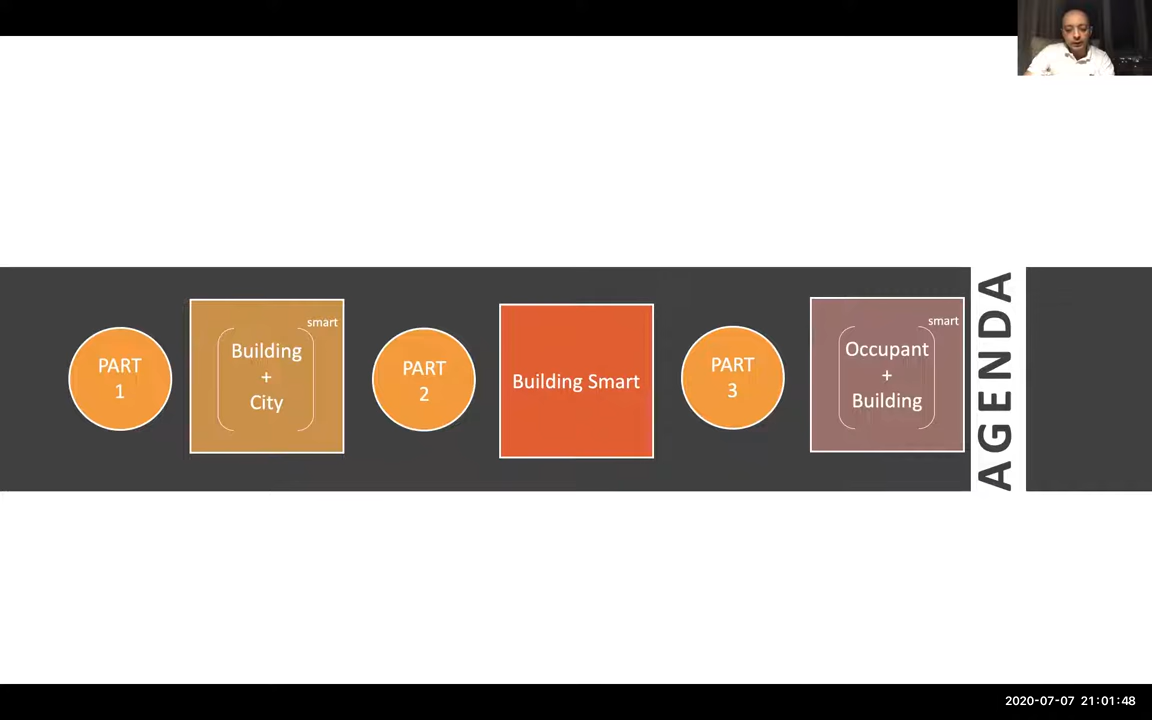 PART
1
smart
Building
+
City
PART
2
Building Smart
PART
3
smart
Occupant
+
Building
AGENDA
2020-07-07 21:01:48